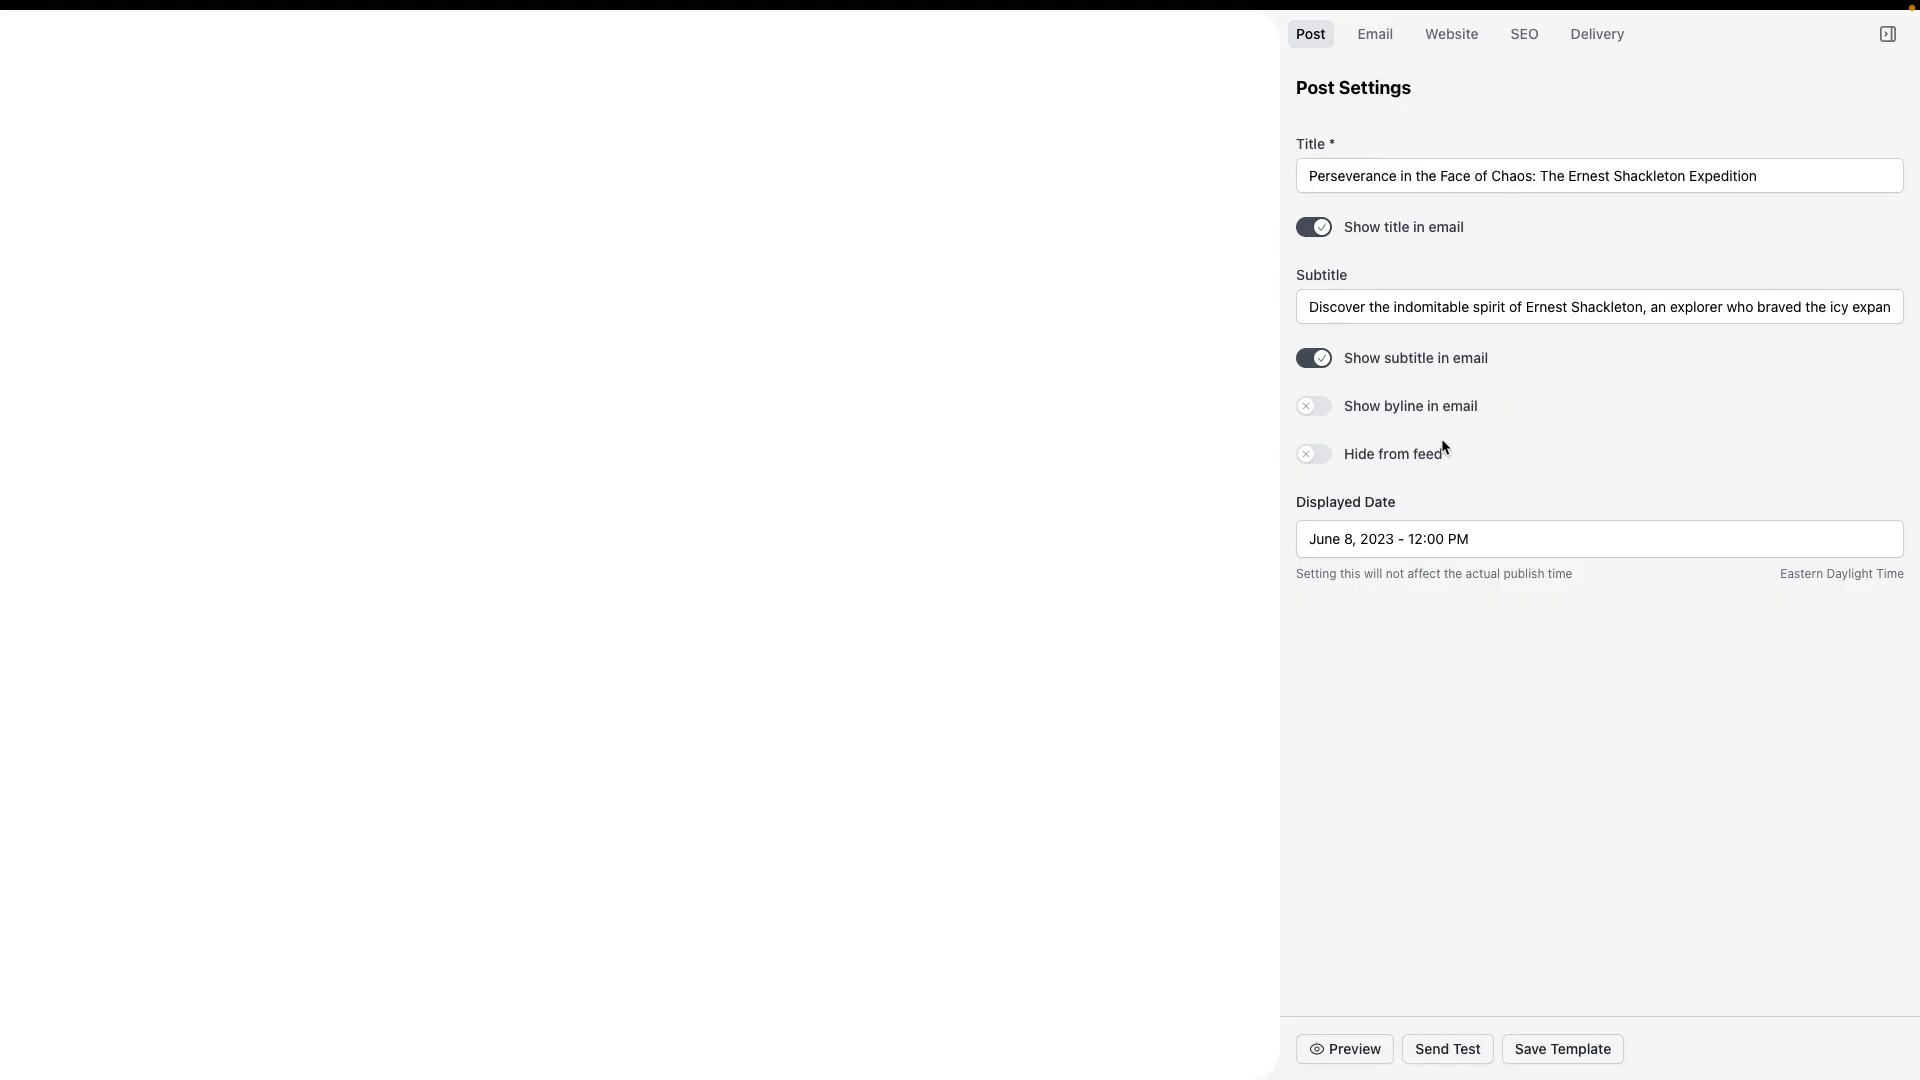 Post Email Website SEO Delivery
Post Settings
Title *
Perseverance in the Face of Chaos: The Ernest Shackleton Expedition
Show title in email
Subtitle
Discover the indomitable spirit of Ernest Shackleton, an explorer who braved the icy expan
Show subtitle in email
Show byline in email
Hide from feed
Displayed Date
June 8, 2023 - 12:00 PM
Setting this will not affect the actual publish time Eastern Daylight Time
Preview Send Test Save Template